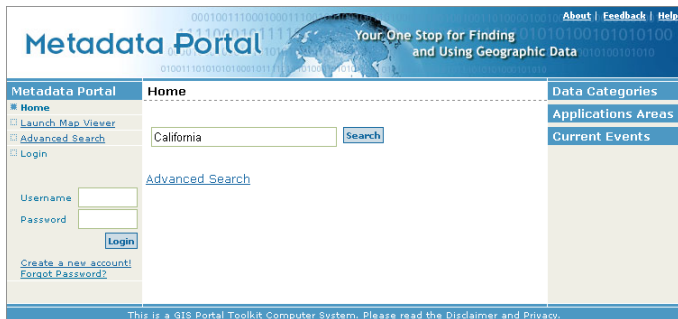 About | Feedback | Help
Metadata Portal
Your One Stop for Finding
and Using Geographic Data
Metadata Portal
Home
Launch Map Viewer
Advanced Search
Login
Username
Password
Login
Create a new account!
Forgot Password?
Home
California Search
Advanced Search
Data Categories
Applications Areas
Current Events
This is a GIS Portal Toolkit Computer System. Please read the Disclaimer and Privacy.